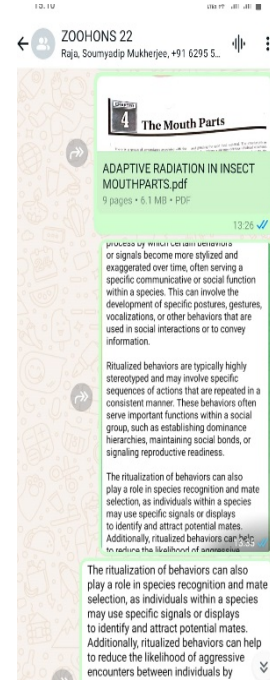 15.10
ZOOHONS 22
Raja, Soumyadip Mukherjee, +91 6295 5...
CHAPTER
4 The Mouth Parts
ADAPTIVE RADIATION IN INSECT
MOUTHPARTS.pdf
9 pages • 6.1 MB • PDF
13:26
process by which certain behaviors
or signals become more stylized and
exaggerated over time, often serving a
specific communicative or social function
within a species. This can involve the
development of specific postures, gestures,
vocalizations, or other behaviors that are
used in social interactions or to convey
information.
Ritualized behaviors are typically highly
stereotyped and may involve specific
sequences of actions that are repeated in a
consistent manner. These behaviors often
serve important functions within a social
group, such as establishing dominance
hierarchies, maintaining social bonds, or
signaling reproductive readiness.
The ritualization of behaviors can also
play a role in species recognition and mate
selection, as individuals within a species
may use specific signals or displays
to identify and attract potential mates.
Additionally, ritualized behaviors can help
to reduce the likelihood of aggressive
The ritualization of behaviors can also
play a role in species recognition and mate
selection, as individuals within a species
may use specific signals or displays
to identify and attract potential mates.
Additionally, ritualized behaviors can help
to reduce the likelihood of aggressive
encounters between individuals by